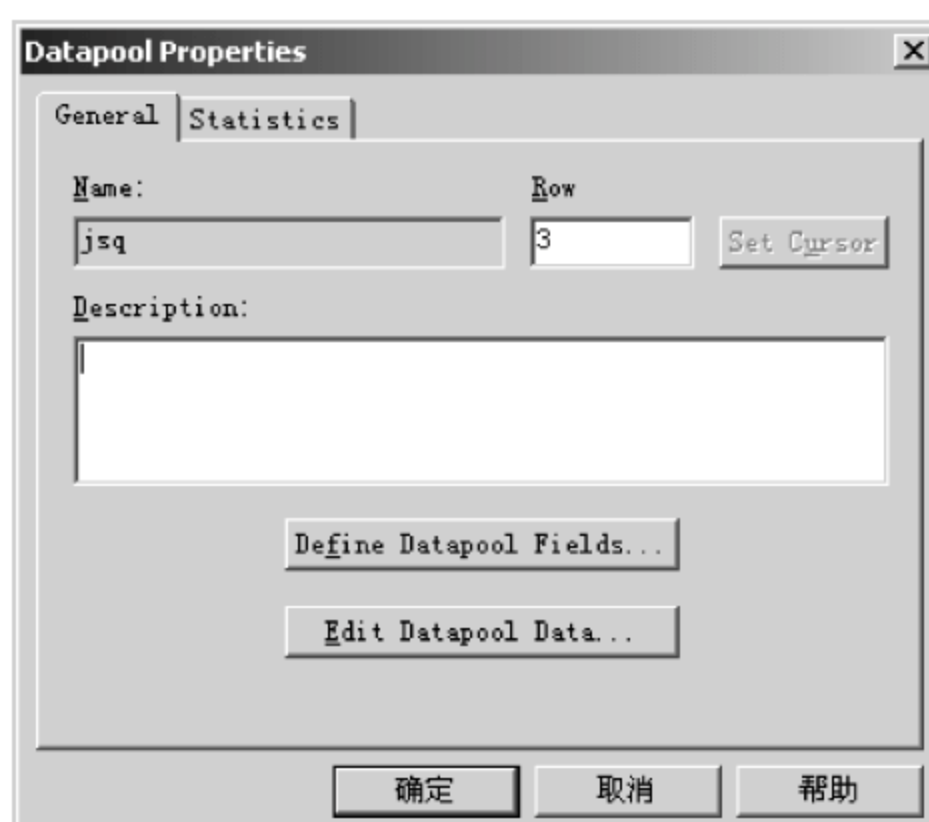 Datapool Properties
General Statistics
Name: Row
jsq 3 Set Cursor
Description:
Define Datapool Fields...
Edit Datapool Data...
确定 取消 帮助